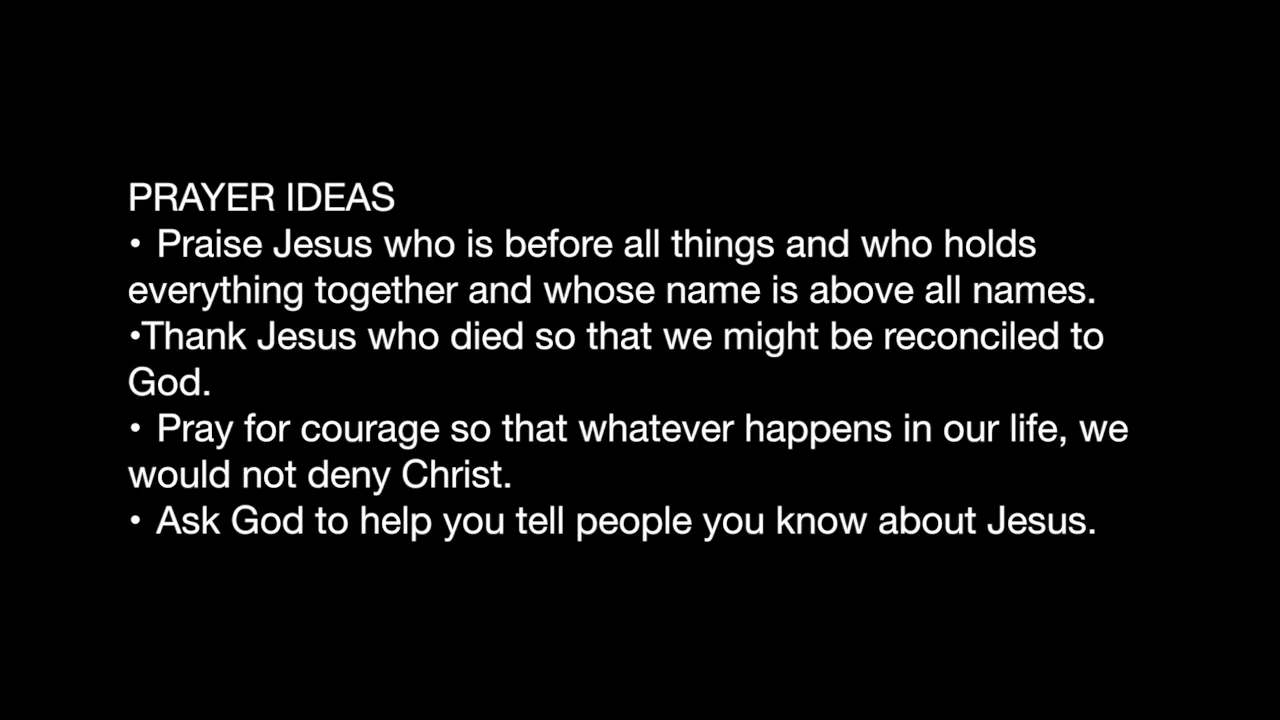 PRAYER IDEAS
• Praise Jesus who is before all things and who holds
everything together and whose name is above all names.
•Thank Jesus who died so that we might be reconciled to
God.
• Pray for courage so that whatever happens in our life, we
would not deny Christ.
• Ask God to help you tell people you know about Jesus.